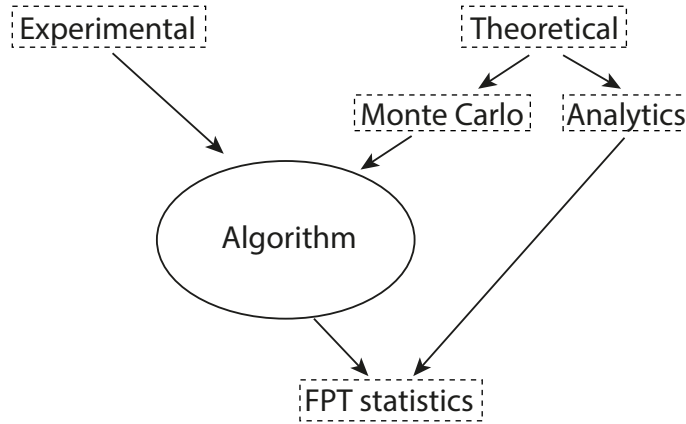 Experimental
Theoretical
Monte Carlo
Analytics
Algorithm
FPT statistics